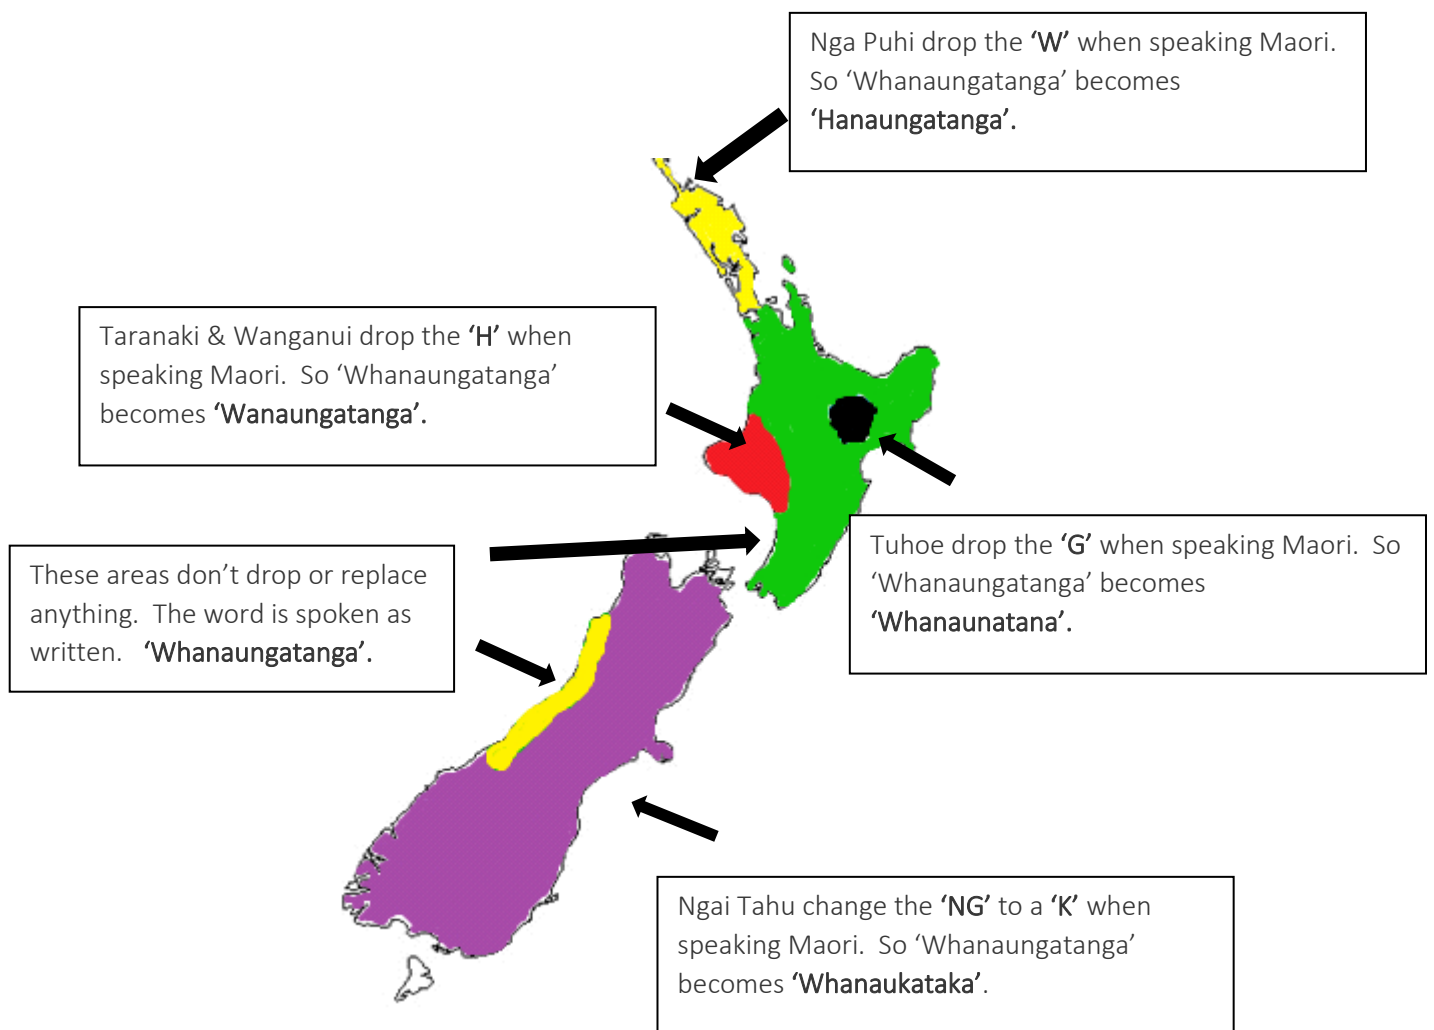 Nga Puhi drop the ‘W’ when speaking Maori.
So ‘Whanaungatanga’ becomes
‘Hanaungatanga’.
Taranaki & Wanganui drop the ‘H’ when
speaking Maori.  So ‘Whanaungatanga’
becomes ‘Wanaungatanga’.
Tuhoe drop the ‘G’ when speaking Maori.  So
‘Whanaungatanga’ becomes
‘Whanaunatana’.
These areas don’t drop or replace
anything.  The word is spoken as
written.   ‘Whanaungatanga’.
Ngai Tahu change the ‘NG’ to a ‘K’ when
speaking Maori.  So ‘Whanaungatanga’
becomes ‘Whanaukataka’.